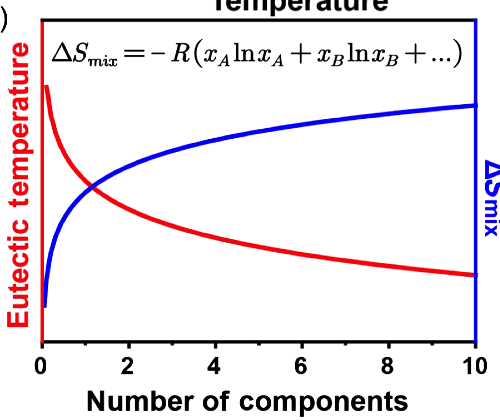 Temperature
)
ΔS_mix = −R(x_A ln x_A + x_B ln x_B + ...)
Eutectic temperature
ΔS_mix
0 2 4 6 8 10
Number of components